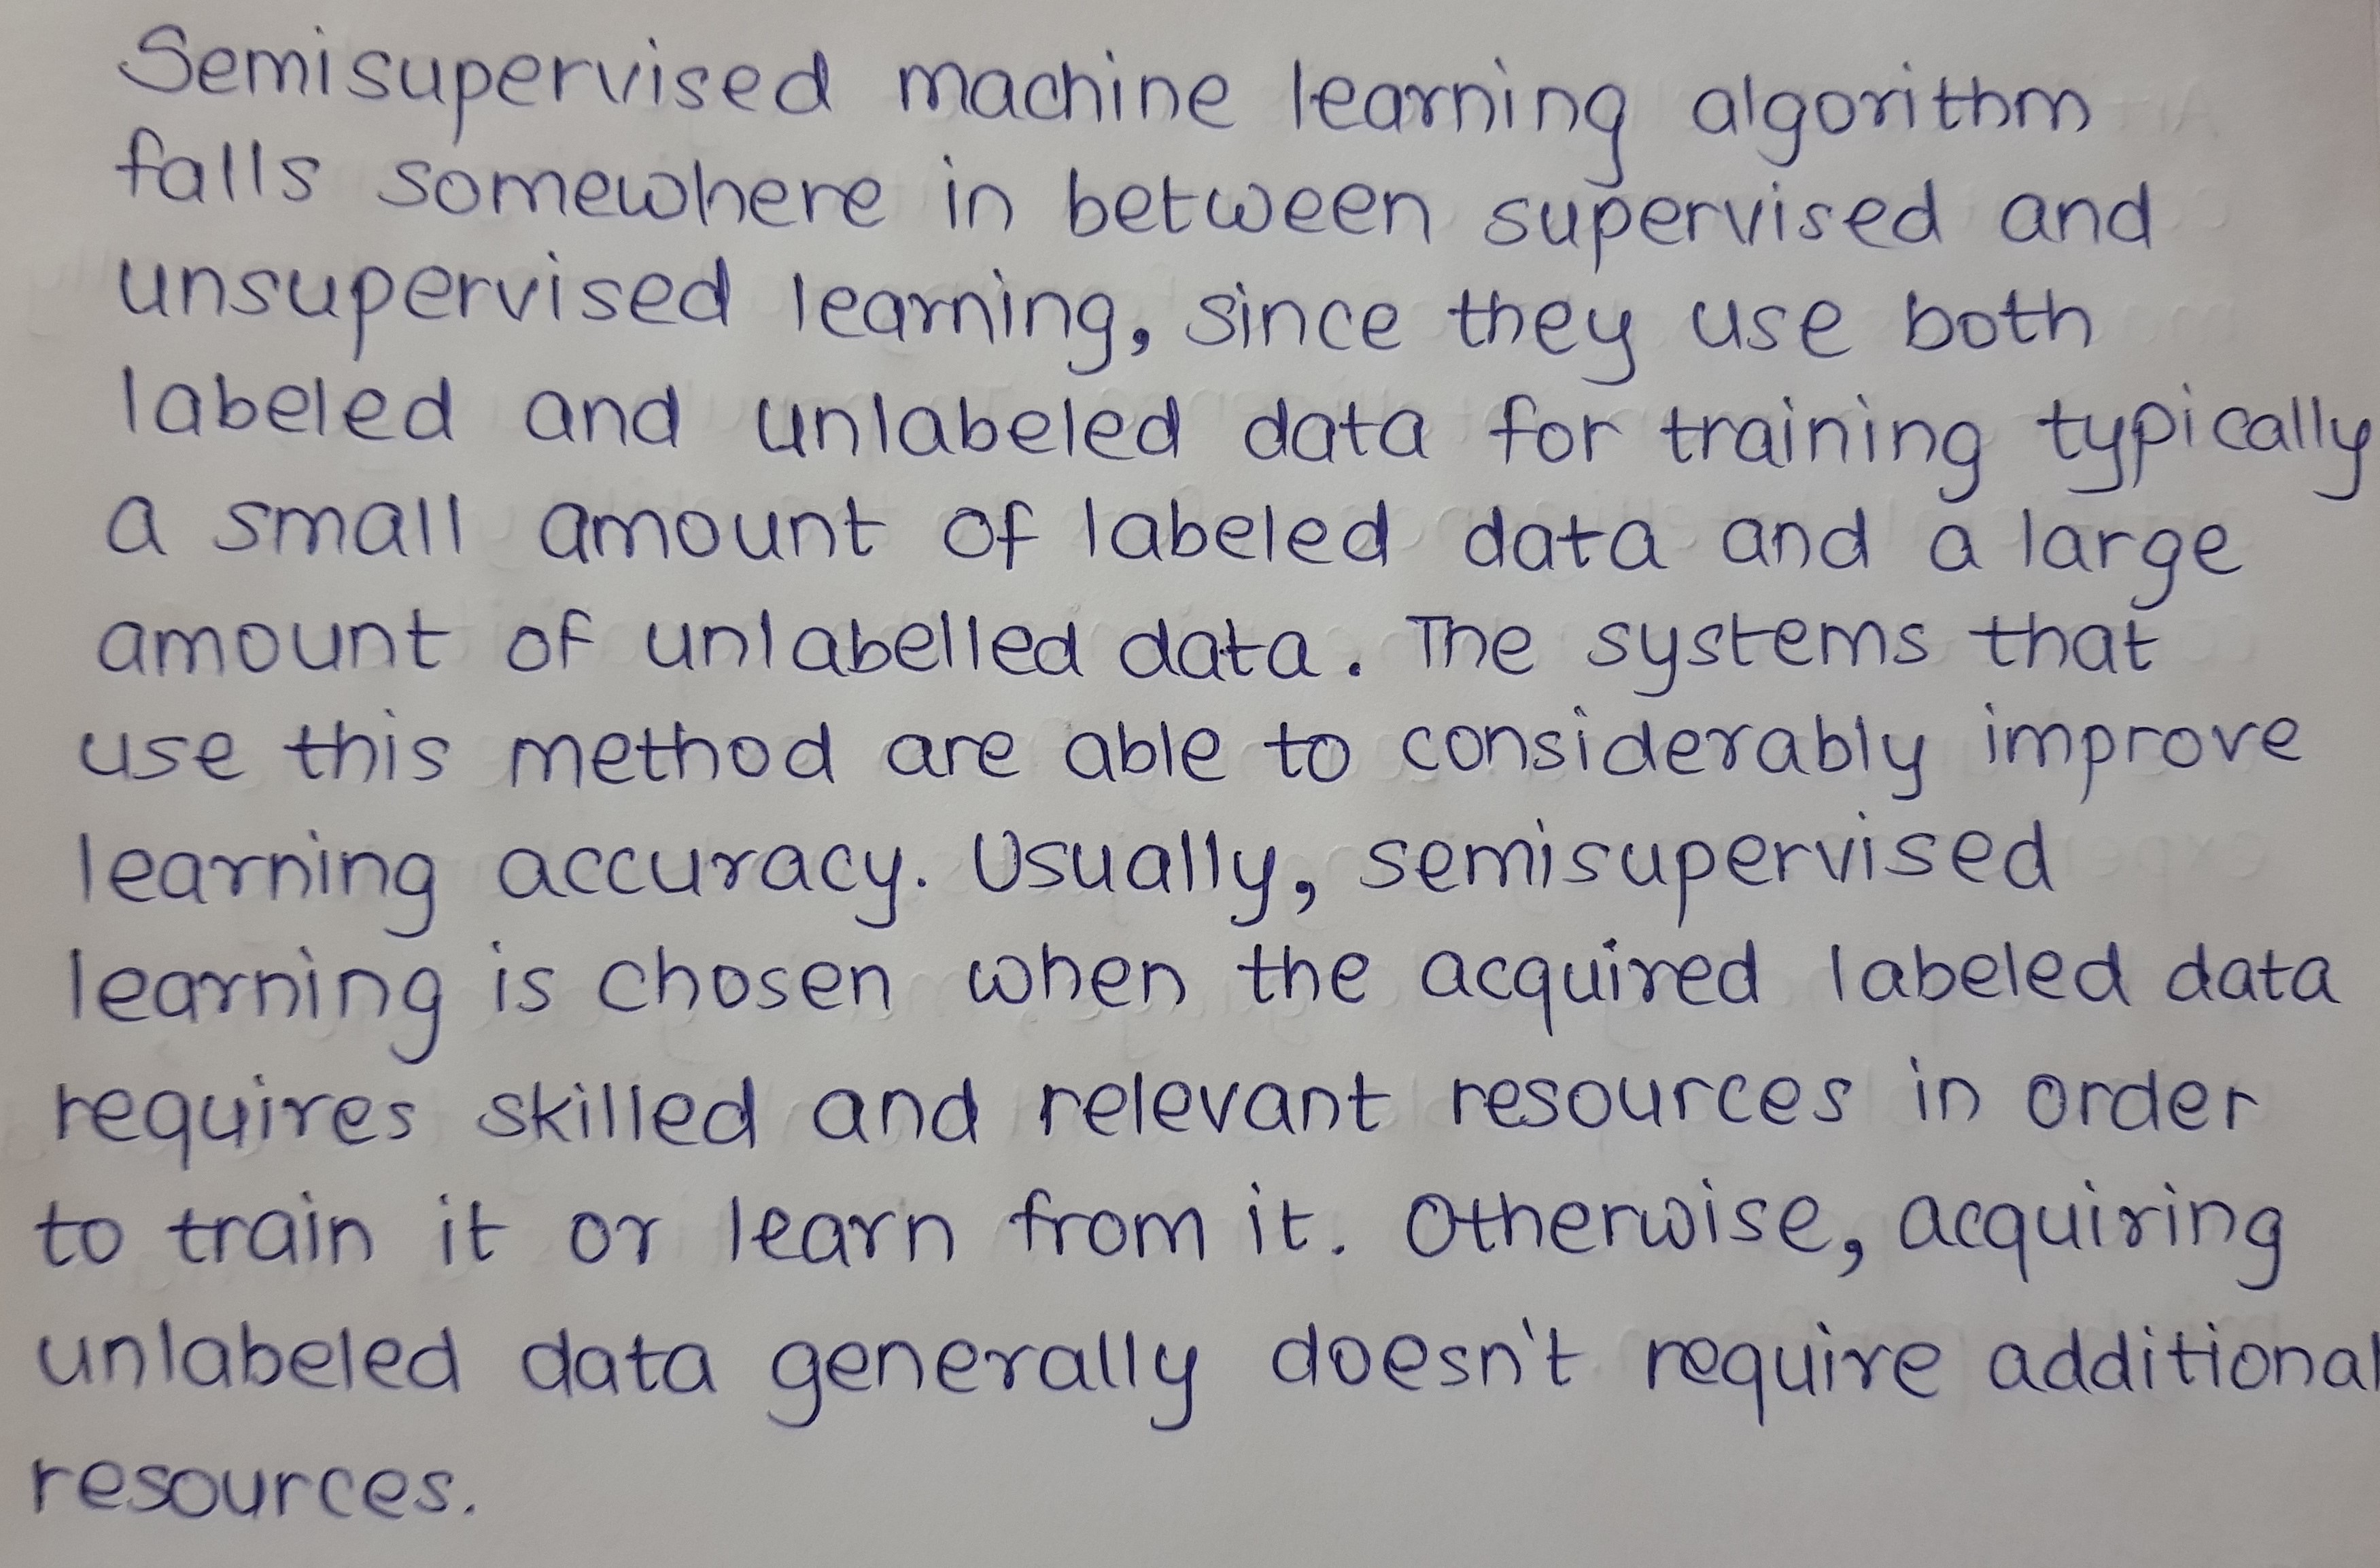 Semisupervised machine learning algorithm
falls somewhere in between supervised and
unsupervised learning, since they use both
labeled and unlabeled data for training typically
a small amount of labeled data and a large
amount of unlabelled data. The systems that
use this method are able to considerably improve
learning accuracy. Usually, semisupervised
learning is chosen when the acquired labeled data
requires skilled and relevant resources in order
to train it or learn from it. Otherwise, acquiring
unlabeled data generally doesn't require additional
resources.